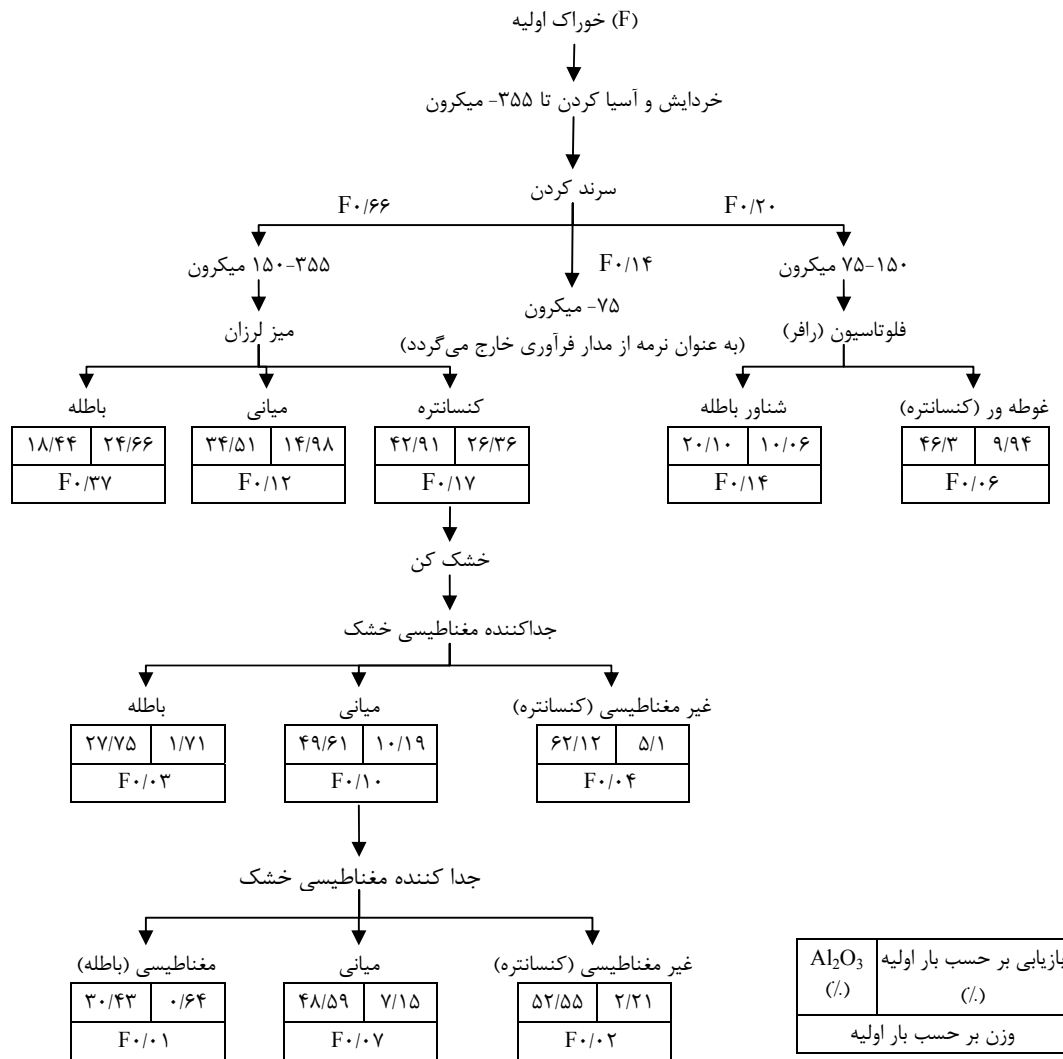 خوراک اولیه (F)
خردایش و آسیا کردن تا ۳۵۵- میکرون
سرند کردن
F۰/۲۰
F۰/۶۶
F۰/۱۴
۷۵-۱۵۰ میکرون
۷۵- میکرون
۱۵۰-۳۵۵ میکرون
فلوتاسیون (رافر)
(به عنوان نرمه از مدار فرآوری خارج می‌گردد)
میز لرزان
غوطه ور (کنسانتره)
۴۶/۳ ۹/۹۴
F۰/۰۶
شناور باطله
۲۰/۱۰ ۱۰/۰۶
F۰/۱۴
کنسانتره
۴۲/۹۱ ۲۶/۳۶
F۰/۱۷
میانی
۳۴/۵۱ ۱۴/۹۸
F۰/۱۲
باطله
۱۸/۴۴ ۲۴/۶۶
F۰/۳۷
خشک کن
جداکننده مغناطیسی خشک
غیر مغناطیسی (کنسانتره)
۶۲/۱۲ ۵/۱
F۰/۰۴
میانی
۴۹/۶۱ ۱۰/۱۹
F۰/۱۰
باطله
۲۷/۷۵ ۱/۷۱
F۰/۰۳
جدا کننده مغناطیسی خشک
غیر مغناطیسی (کنسانتره)
۵۲/۵۵ ۲/۲۱
F۰/۰۲
میانی
۴۸/۵۹ ۷/۱۵
F۰/۰۷
مغناطیسی (باطله)
۳۰/۴۳ ۰/۶۴
F۰/۰۱
بازیابی بر حسب بار اولیه
(٪)
Al₂O₃
(٪)
وزن بر حسب بار اولیه